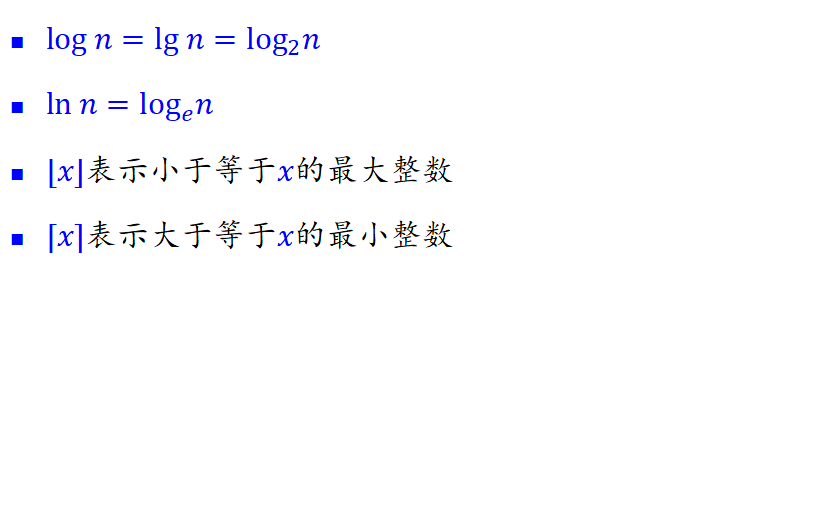 ▪ log n = lg n = log₂n
▪ ln n = logₑn
▪ ⌊x⌋表示小于等于x的最大整数
▪ ⌈x⌉表示大于等于x的最小整数